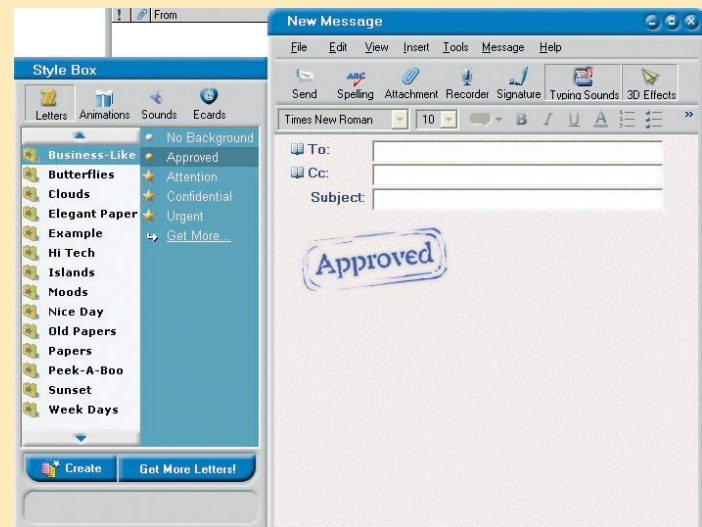 ! From
New Message
File Edit View Insert Tools Message Help
Send Spelling Attachment Recorder Signature Typing Sounds 3D Effects
Times New Roman 10 B I U A »
To:
Cc:
Subject:
Approved
Style Box
Letters Animations Sounds Ecards
Business-Like
Butterflies
Clouds
Elegant Paper
Example
Hi Tech
Islands
Moods
Nice Day
Old Papers
Papers
Peek-A-Boo
Sunset
Week Days
No Background
Approved
Attention
Confidential
Urgent
Get More...
Create Get More Letters!